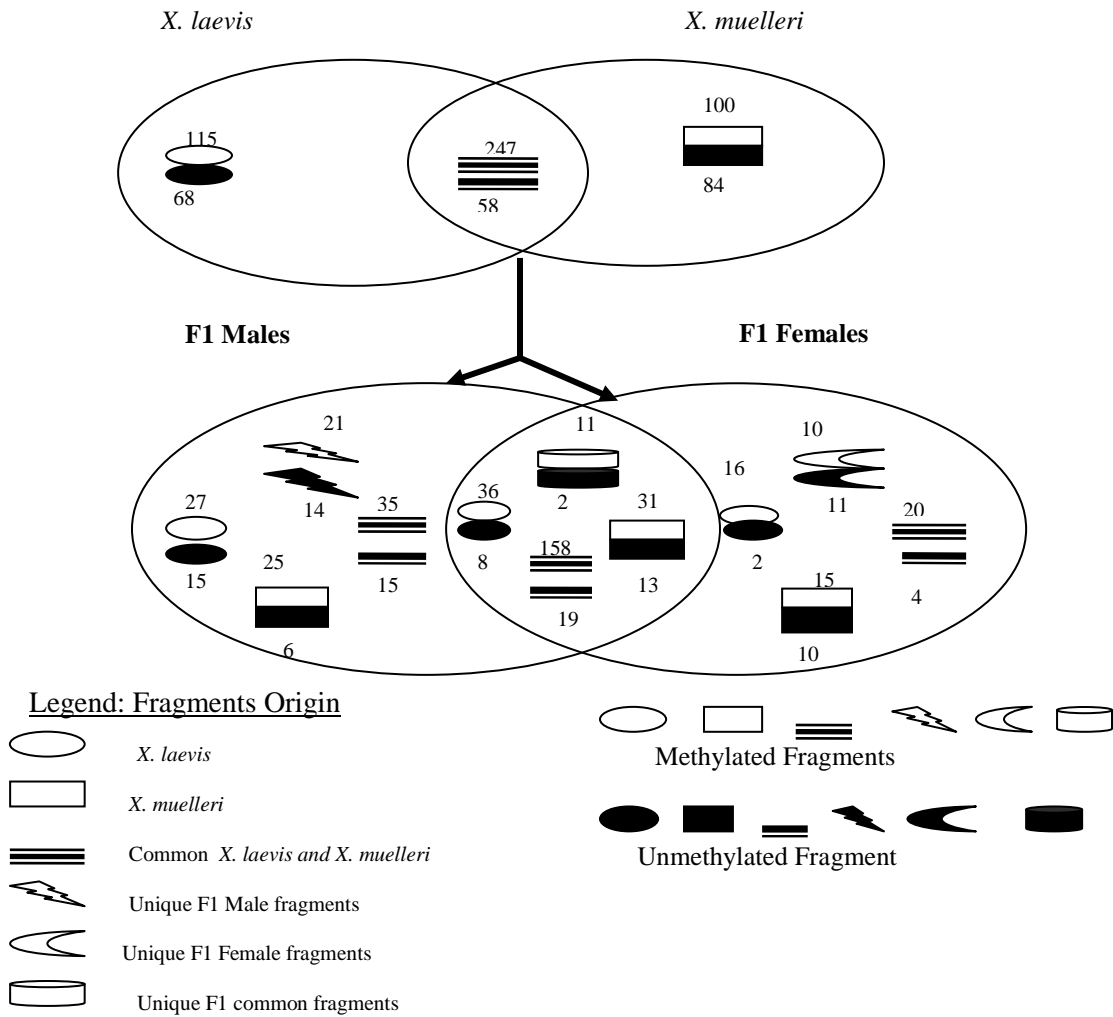 X. laevis
X. muelleri
115
68
247
58
100
84
F1 Males
F1 Females
21
14
27
15
35
15
25
6
11
2
36
8
31
13
158
19
10
11
16
2
20
4
15
10
Legend: Fragments Origin
X. laevis
X. muelleri
Common X. laevis and X. muelleri
Unique F1 Male fragments
Unique F1 Female fragments
Unique F1 common fragments
Methylated Fragments
Unmethylated Fragment